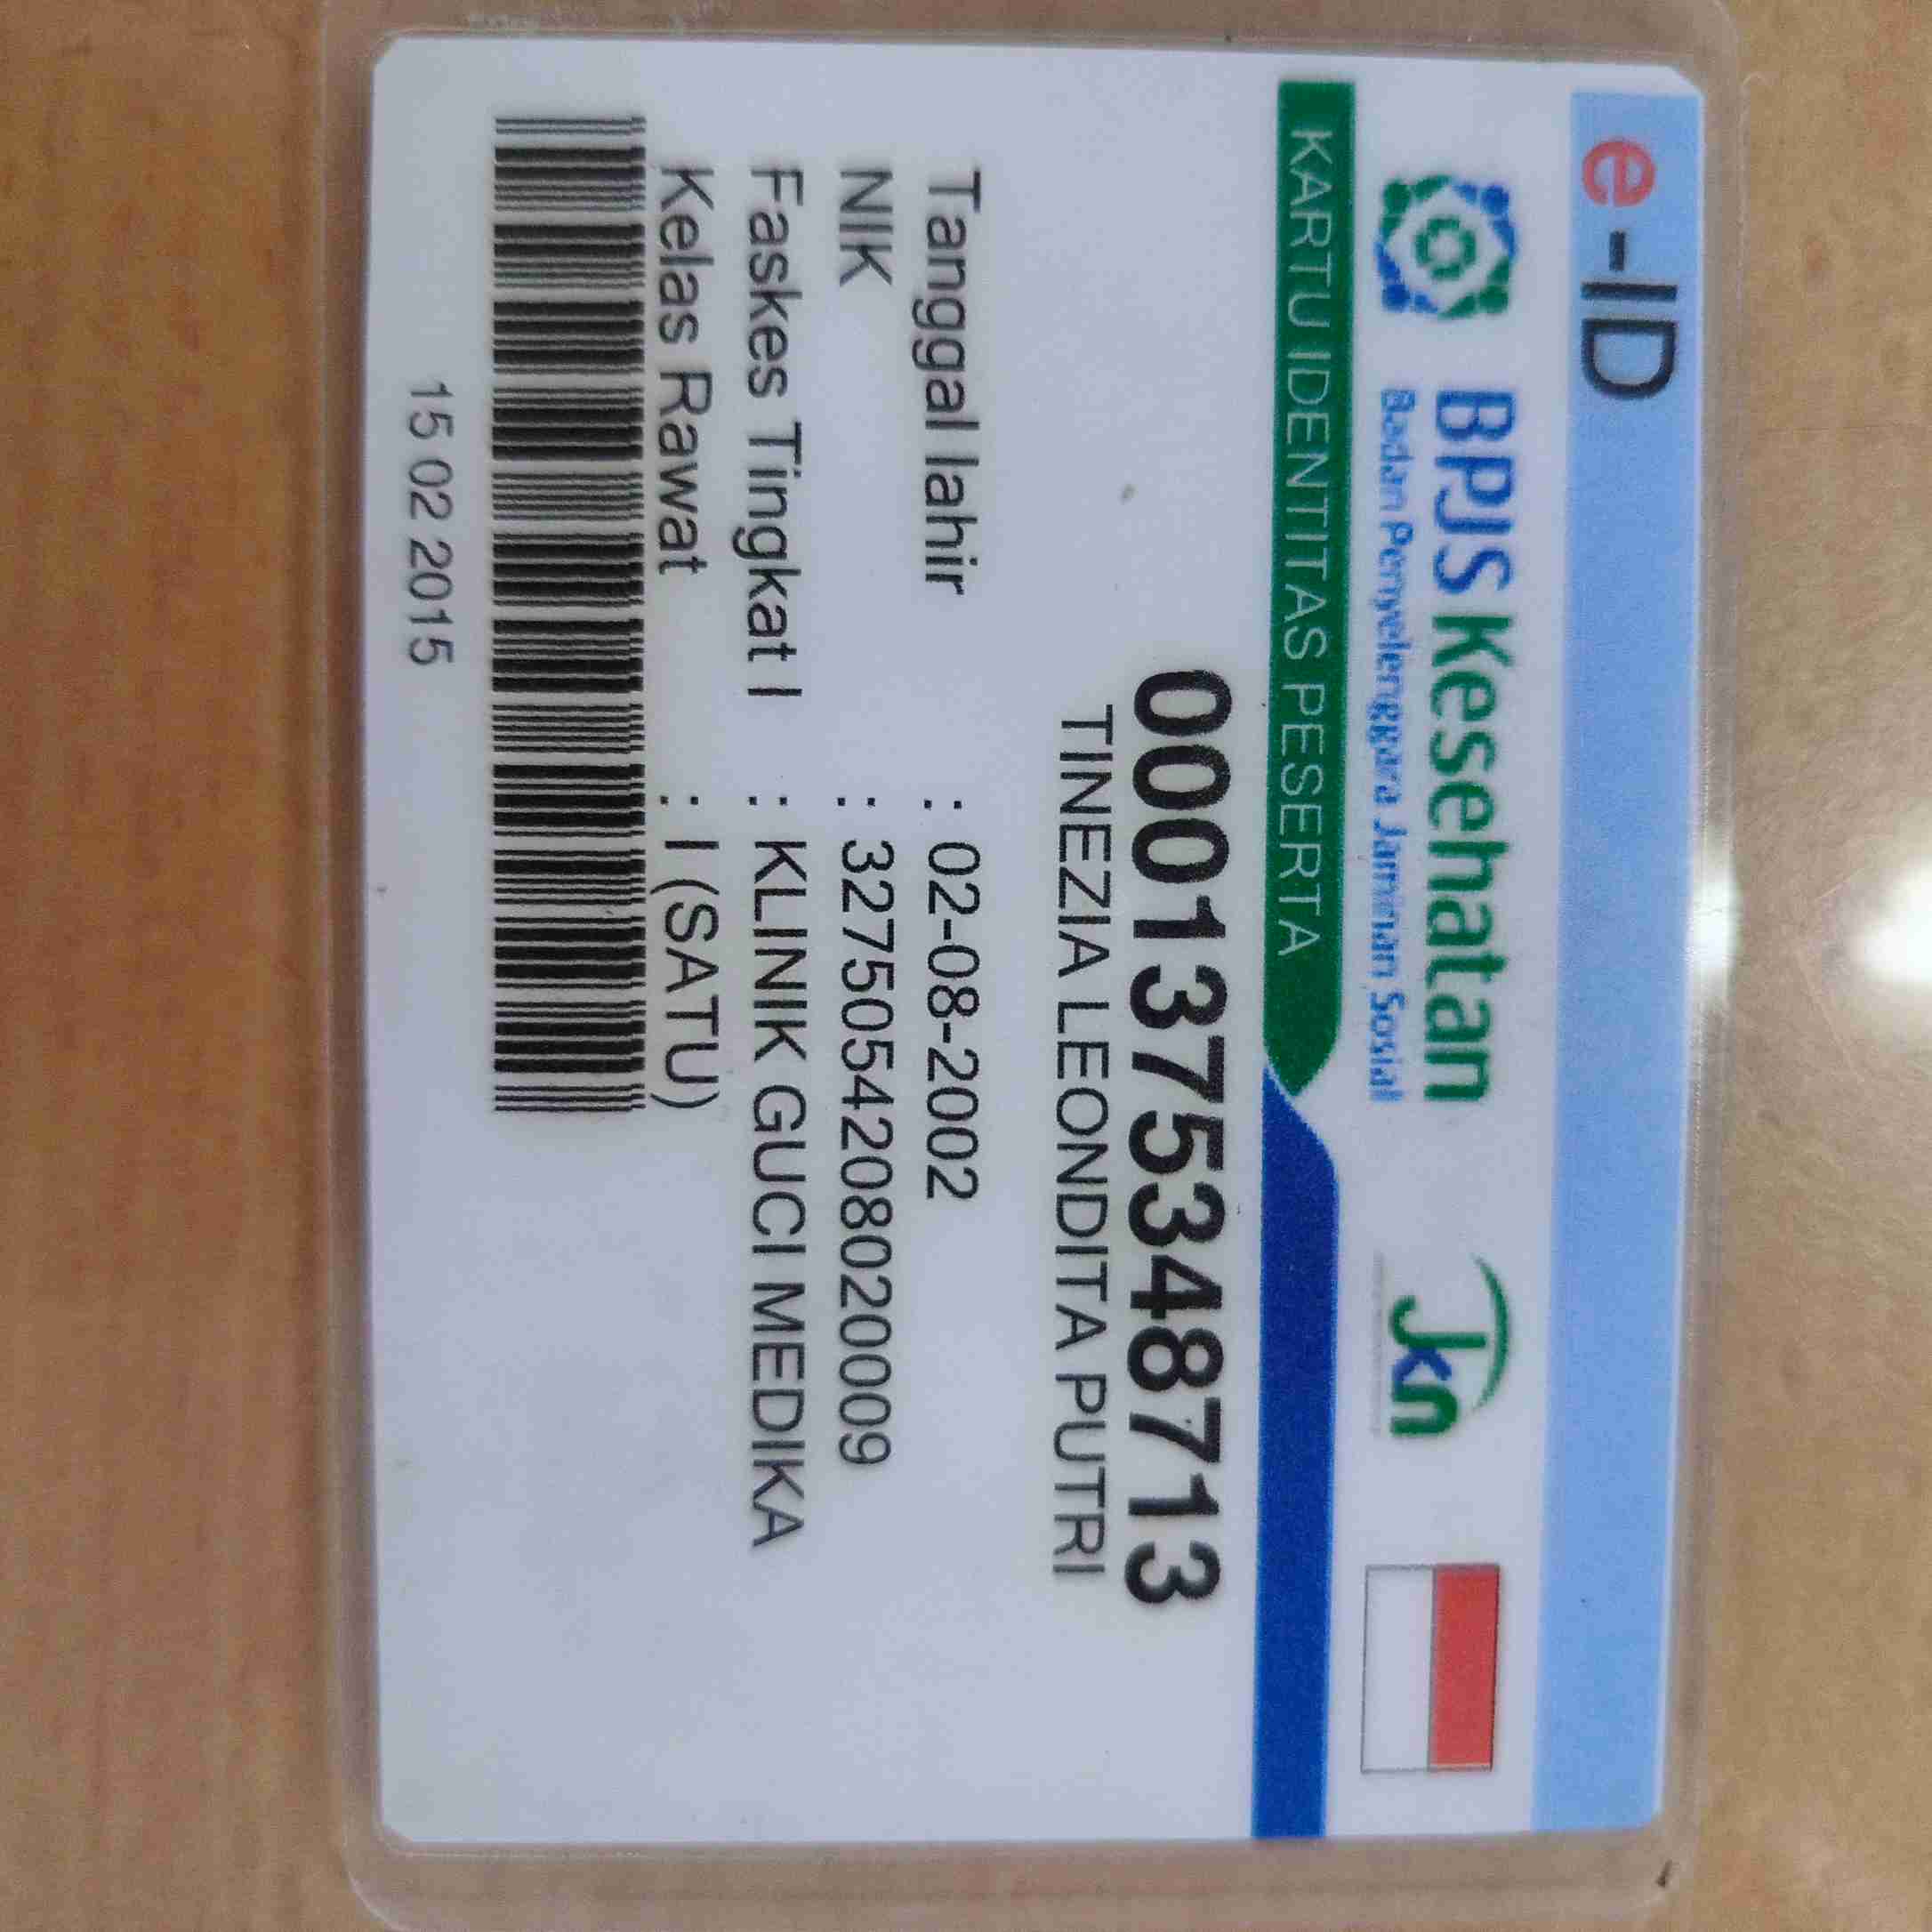 e-ID
BPJS Kesehatan
Badan Penyelenggara Jaminan Sosial
Jkn
KARTU IDENTITAS PESERTA
0001375348713
TINEZIA LEONDITA PUTRI
Tanggal lahir : 02-08-2002
NIK : 3275054208020009
Faskes Tingkat I : KLINIK GUCI MEDIKA
Kelas Rawat : I (SATU)
15 02 2015